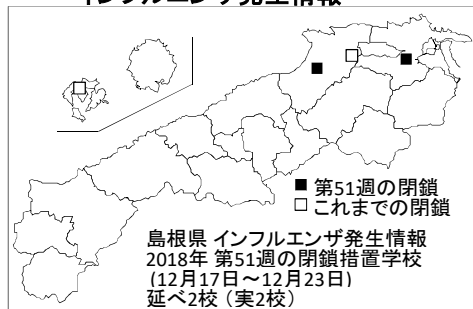 インフルエンザ発生情報
■ 第51週の閉鎖
□ これまでの閉鎖
島根県 インフルエンザ発生情報
2018年 第51週の閉鎖措置学校
(12月17日～12月23日)
延べ2校 （実2校）